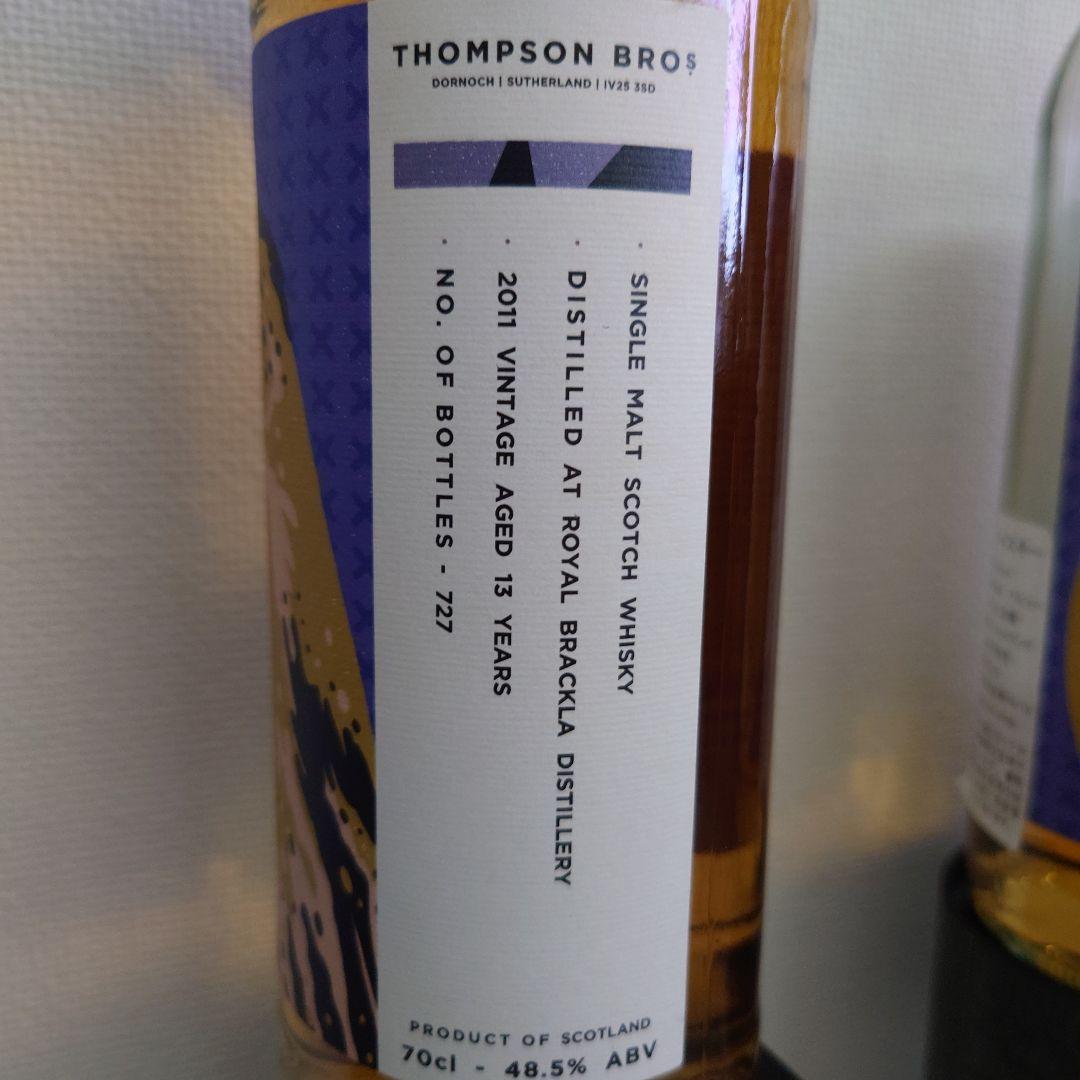 THOMPSON BROS
DORNOCH | SUTHERLAND | IV25 3SD
· SINGLE MALT SCOTCH WHISKY
· DISTILLED AT ROYAL BRACKLA DISTILLERY
· 2011 VINTAGE AGED 13 YEARS
· NO. OF BOTTLES - 727
PRODUCT OF SCOTLAND
70cl - 48.5% ABV